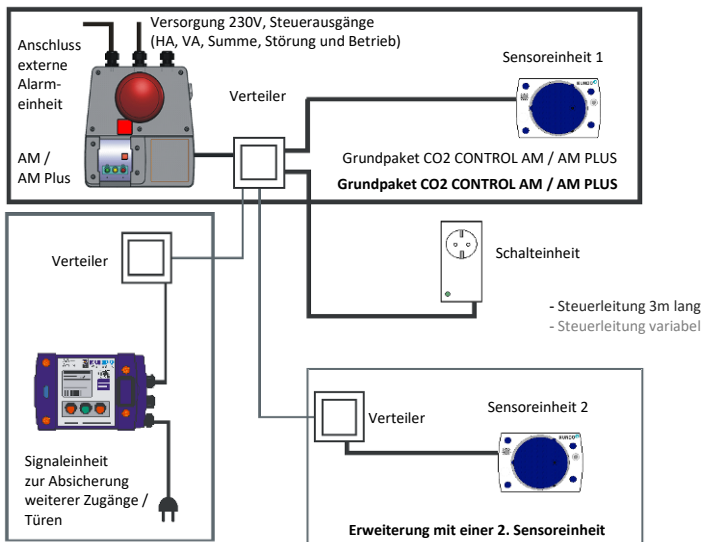 Versorgung 230V, Steuerausgänge
(HA, VA, Summe, Störung und Betrieb)
Anschluss
externe
Alarm-
einheit
Sensoreinheit 1
Verteiler
AM /
AM Plus
Grundpaket CO2 CONTROL AM / AM PLUS
Grundpaket CO2 CONTROL AM / AM PLUS
Verteiler
Schalteinheit
- Steuerleitung 3m lang
- Steuerleitung variabel
Verteiler
Sensoreinheit 2
Signaleinheit
zur Absicherung
weiterer Zugänge /
Türen
Erweiterung mit einer 2. Sensoreinheit